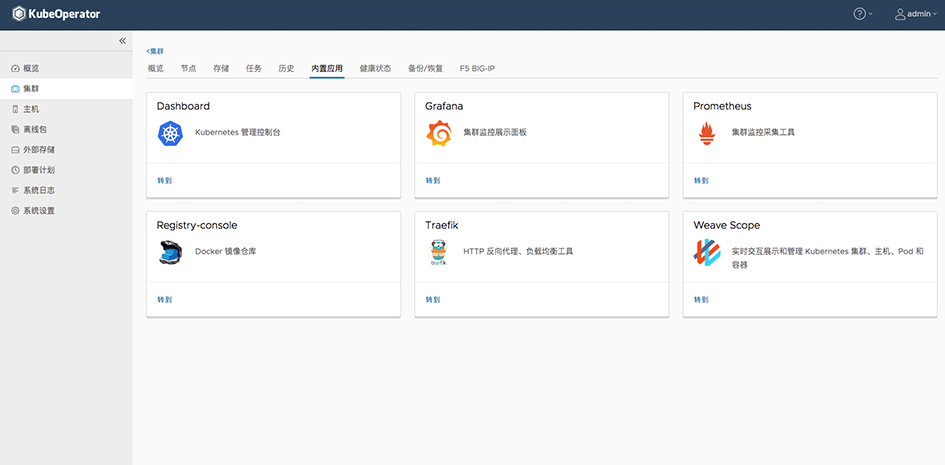 KubeOperator
admin
<集群
概览
集群
主机
离线包
外部存储
部署计划
系统日志
系统设置
概览 节点 存储 任务 历史 内置应用 健康状态 备份/恢复 F5 BIG-IP
Dashboard
Kubernetes 管理控制台
转到
Grafana
集群监控展示面板
转到
Prometheus
集群监控采集工具
转到
Registry-console
Docker 镜像仓库
转到
Traefik
træfik
HTTP 反向代理、负载均衡工具
转到
Weave Scope
实时交互展示和管理 Kubernetes 集群、主机、Pod 和
容器
转到